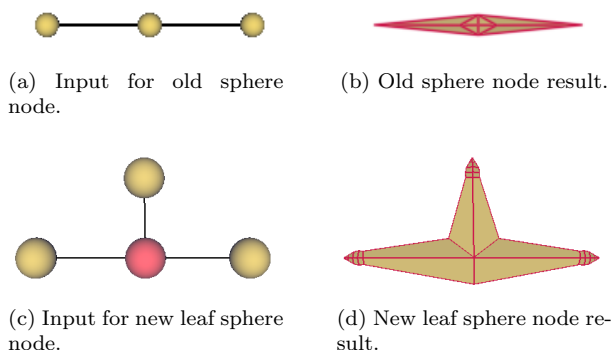 (a) Input for old sphere node.
(b) Old sphere node result.
(c) Input for new leaf sphere node.
(d) New leaf sphere node re-
sult.